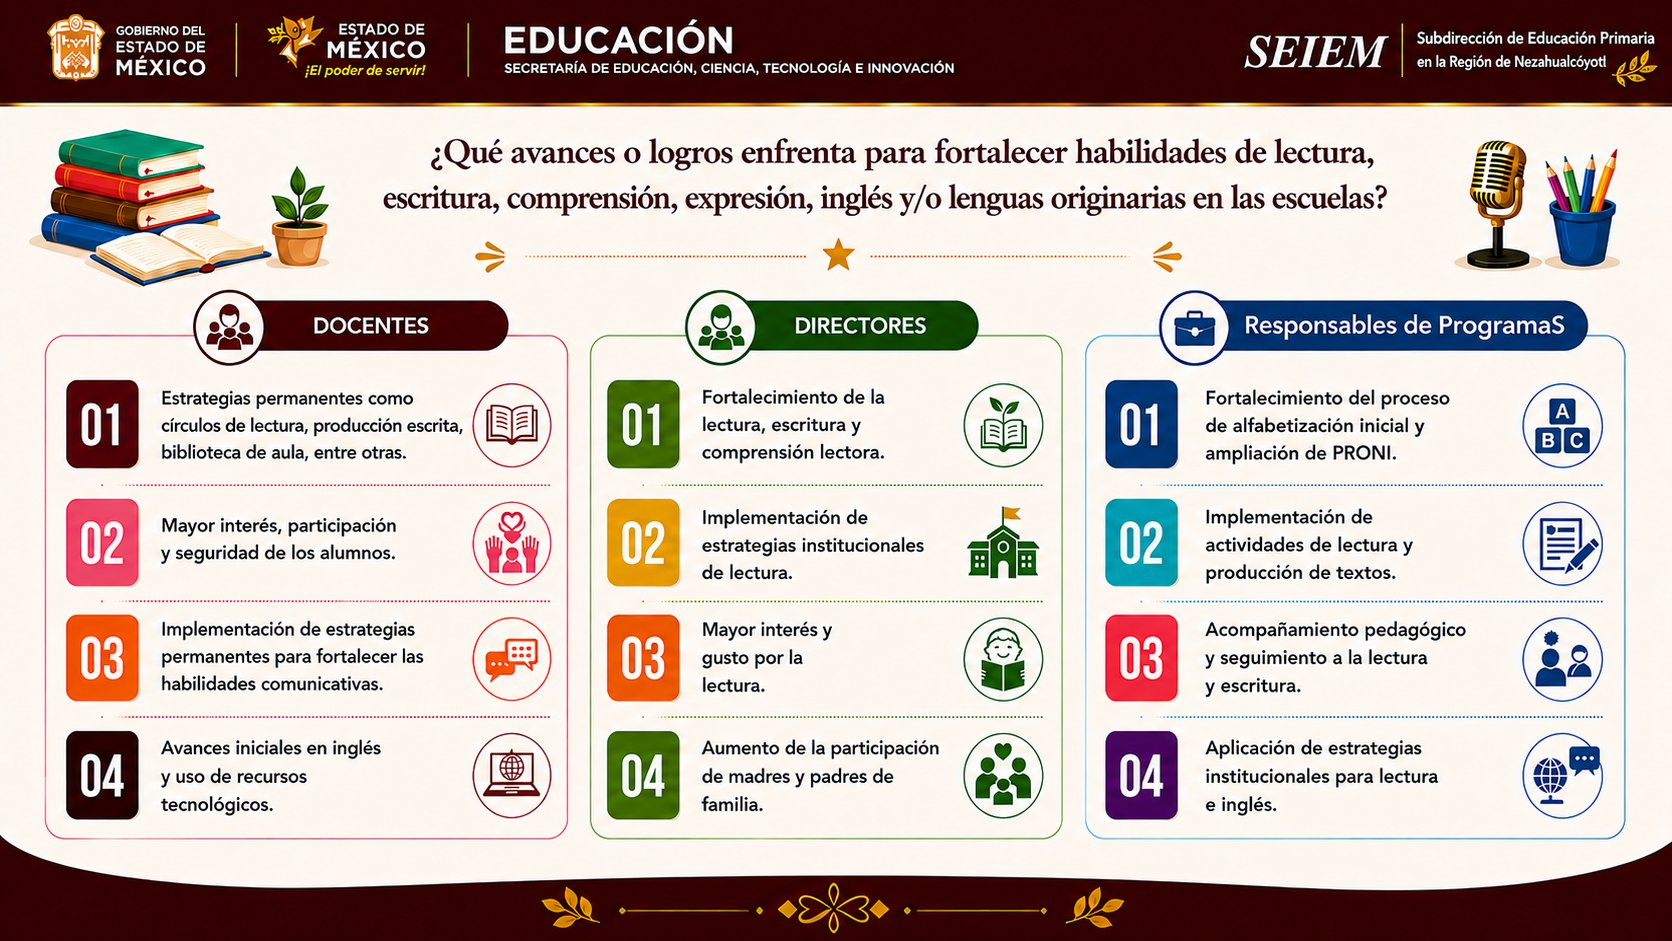 GOBIERNO DEL
ESTADO DE
MÉXICO
ESTADO DE
MÉXICO
¡El poder de servir!
EDUCACIÓN
SECRETARÍA DE EDUCACIÓN, CIENCIA, TECNOLOGÍA E INNOVACIÓN
SEIEM
Subdirección de Educación Primaria
en la Región de Nezahualcóyotl
¿Qué avances o logros enfrenta para fortalecer habilidades de lectura,
escritura, comprensión, expresión, inglés y/o lenguas originarias en las escuelas?
DOCENTES
01
Estrategias permanentes como
círculos de lectura, producción escrita,
biblioteca de aula, entre otras.
02
Mayor interés, participación
y seguridad de los alumnos.
03
Implementación de estrategias
permanentes para fortalecer las
habilidades comunicativas.
04
Avances iniciales en inglés
y uso de recursos
tecnológicos.
DIRECTORES
01
Fortalecimiento de la
lectura, escritura y
comprensión lectora.
02
Implementación de
estrategias institucionales
de lectura.
03
Mayor interés y
gusto por la
lectura.
04
Aumento de la participación
de madres y padres de
familia.
Responsables de ProgramaS
01
Fortalecimiento del proceso
de alfabetización inicial y
ampliación de PRONI.
A
B C
02
Implementación de
actividades de lectura y
producción de textos.
03
Acompañamiento pedagógico
y seguimiento a la lectura
y escritura.
04
Aplicación de estrategias
institucionales para lectura
e inglés.